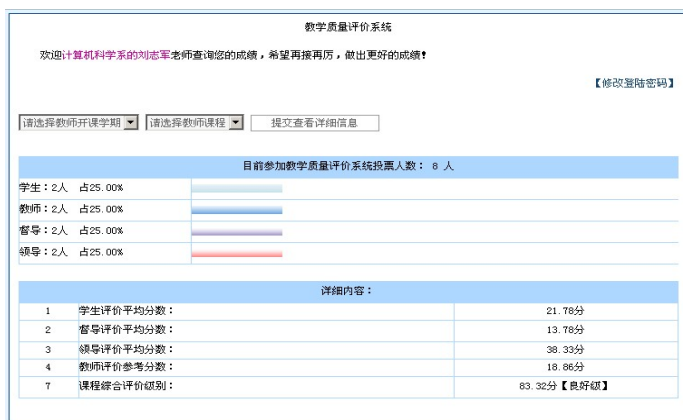 教学质量评价系统
欢迎计算机科学系的刘志军老师查询您的成绩，希望再接再厉，做出更好的成绩！
【修改登陆密码】
请选择教师开课学期 请选择教师课程 提交查看详细信息
目前参加教学质量评价系统投票人数： 8 人
学生：2人 占25.00%
教师：2人 占25.00%
督导：2人 占25.00%
领导：2人 占25.00%
详细内容：
1 学生评价平均分数： 21.78分
2 督导评价平均分数： 13.78分
3 领导评价平均分数： 38.33分
4 教师评价参考分数： 18.86分
7 课程综合评价级别： 83.32分【良好级】